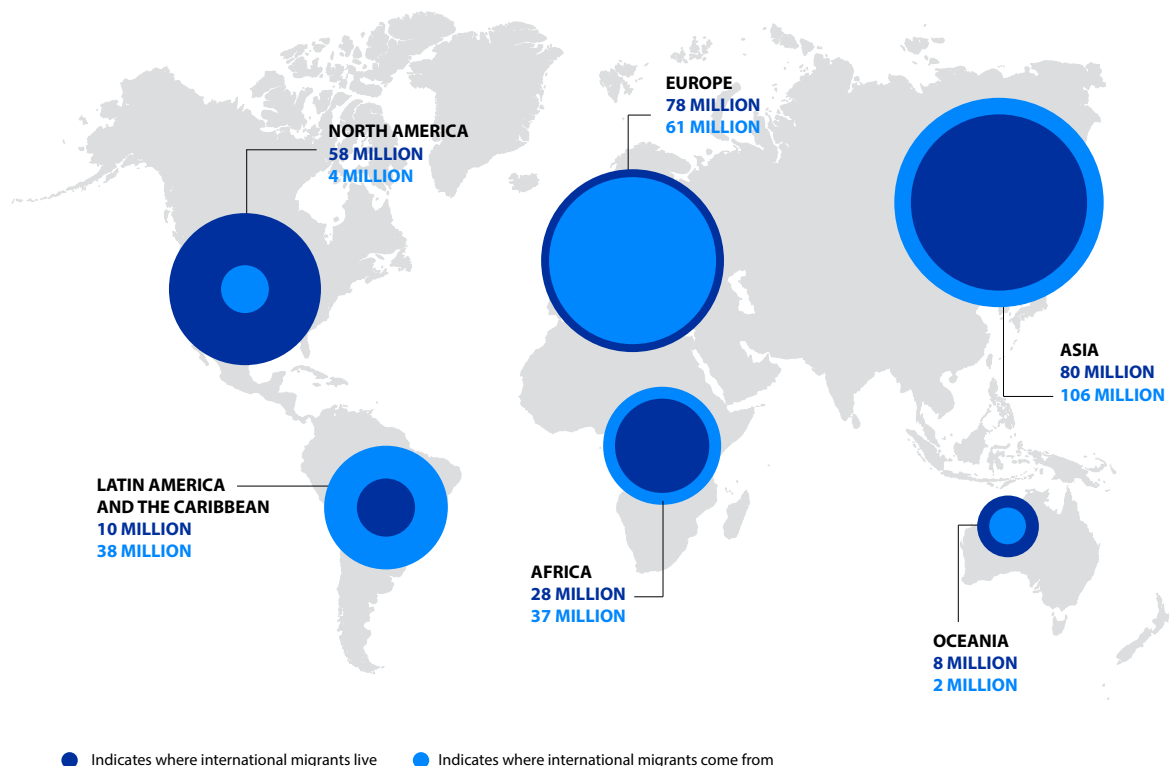 EUROPE
78 MILLION
61 MILLION
NORTH AMERICA
58 MILLION
4 MILLION
ASIA
80 MILLION
106 MILLION
LATIN AMERICA
AND THE CARIBBEAN
10 MILLION
38 MILLION
AFRICA
28 MILLION
37 MILLION
OCEANIA
8 MILLION
2 MILLION
Indicates where international migrants live
Indicates where international migrants come from